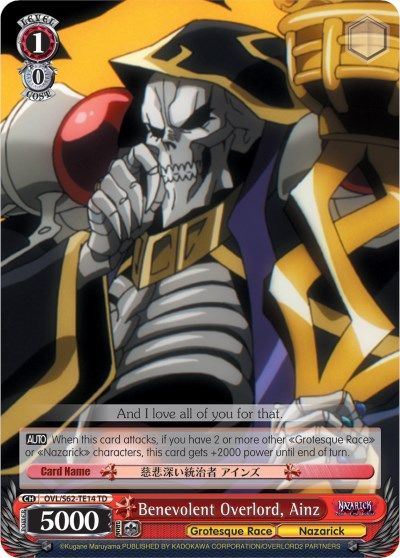 LEVEL
1
0
COST
And I love all of you for that.
AUTO When this card attacks, if you have 2 or more other «Grotesque Race»
or «Nazarick» characters, this card gets +2000 power until end of turn.
Card Name 慈悲深い統治者 アインズ
CH OVL/S62-TE14 TD
5000
Benevolent Overlord, Ainz
NAZARICK
Grotesque Race Nazarick
©Kugane Maruyama,PUBLISHED BY KADOKAWA CORPORATION/OVERLORD2 PARTNERS